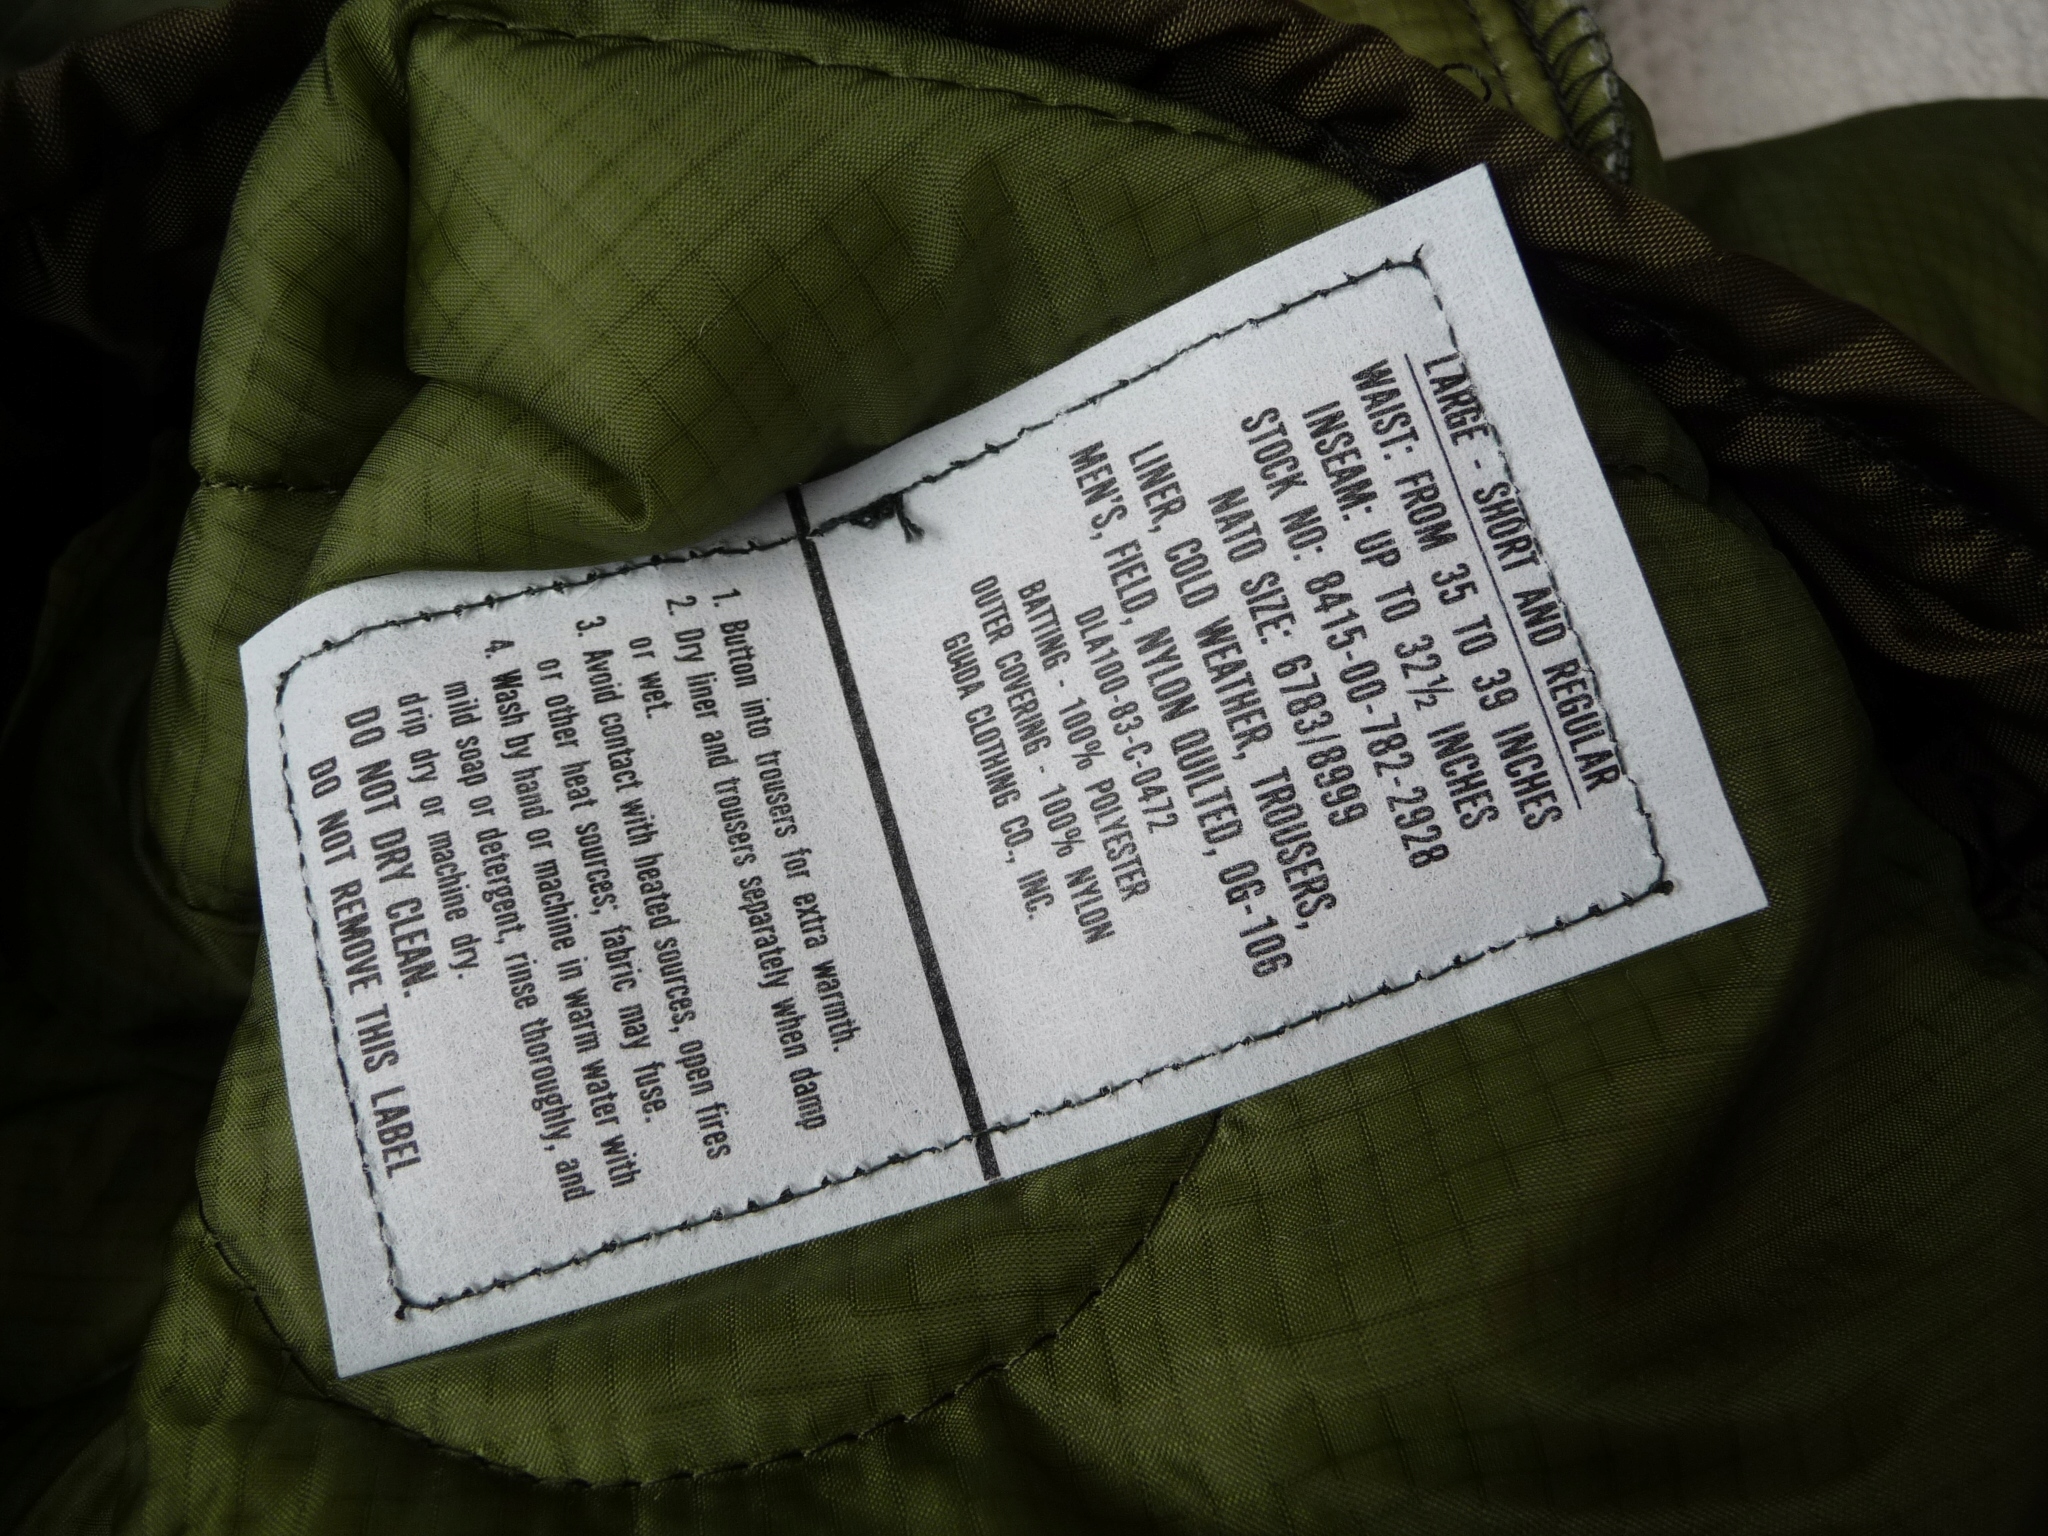 LARGE - SHORT AND REGULAR
WAIST: FROM 35 TO 39 INCHES
INSEAM: UP TO 32½ INCHES
STOCK NO: 8415-00-782-2928
NATO SIZE: 6783/8999
LINER, COLD WEATHER, TROUSERS,
MEN'S, FIELD, NYLON QUILTED, OG-106
DLA100-83-C-0472
BATTING - 100% POLYESTER
OUTER COVERING - 100% NYLON
GWDA CLOTHING CO., INC.
1. Button into trousers for extra warmth.
2. Dry liner and trousers separately when damp
or wet.
3. Avoid contact with heated sources, open fires
or other heat sources; fabric may fuse.
4. Wash by hand or machine in warm water with
mild soap or detergent, rinse thoroughly, and
drip dry or machine dry.
DO NOT DRY CLEAN.
DO NOT REMOVE THIS LABEL